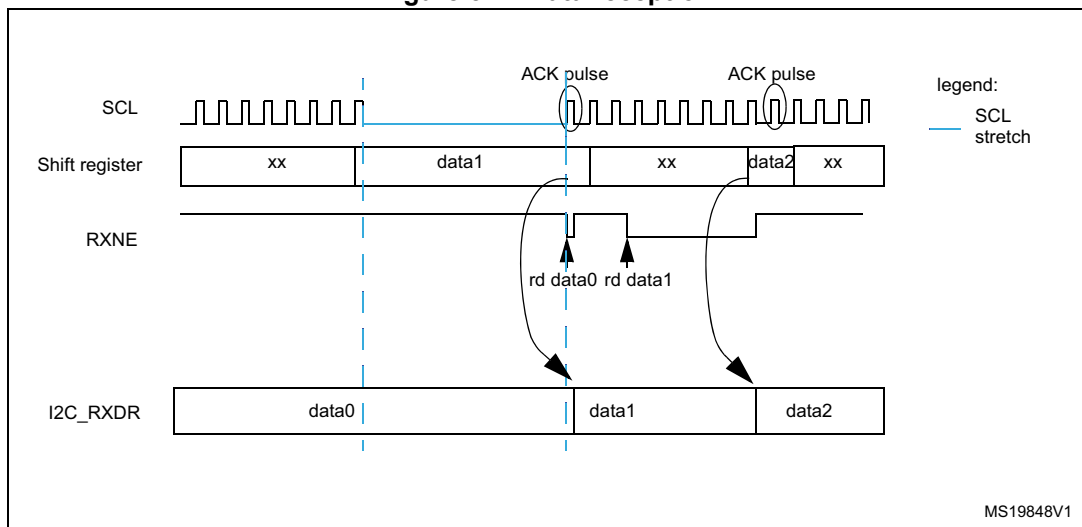 ACK pulse ACK pulse
legend:
SCL
SCL
stretch
Shift register xx data1 xx data2 xx
RXNE
rd data0 rd data1
I2C_RXDR data0 data1 data2
MS19848V1